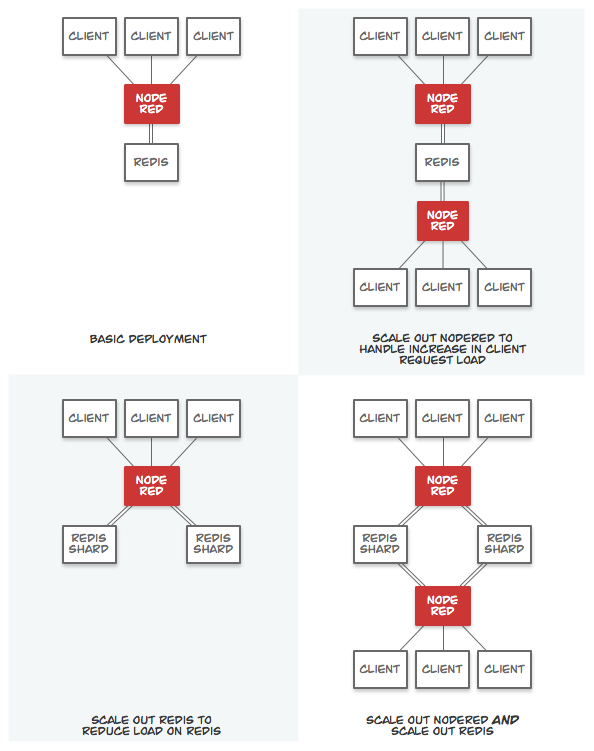 CLIENT CLIENT CLIENT
NODE
RED
REDIS
BASIC DEPLOYMENT
CLIENT CLIENT CLIENT
NODE
RED
REDIS
NODE
RED
CLIENT CLIENT CLIENT
SCALE OUT NODERED TO
HANDLE INCREASE IN CLIENT
REQUEST LOAD
CLIENT CLIENT CLIENT
NODE
RED
REDIS SHARD
REDIS SHARD
SCALE OUT REDIS TO
REDUCE LOAD ON REDIS
CLIENT CLIENT CLIENT
NODE
RED
REDIS SHARD
REDIS SHARD
NODE
RED
CLIENT CLIENT CLIENT
SCALE OUT NODERED AND
SCALE OUT REDIS